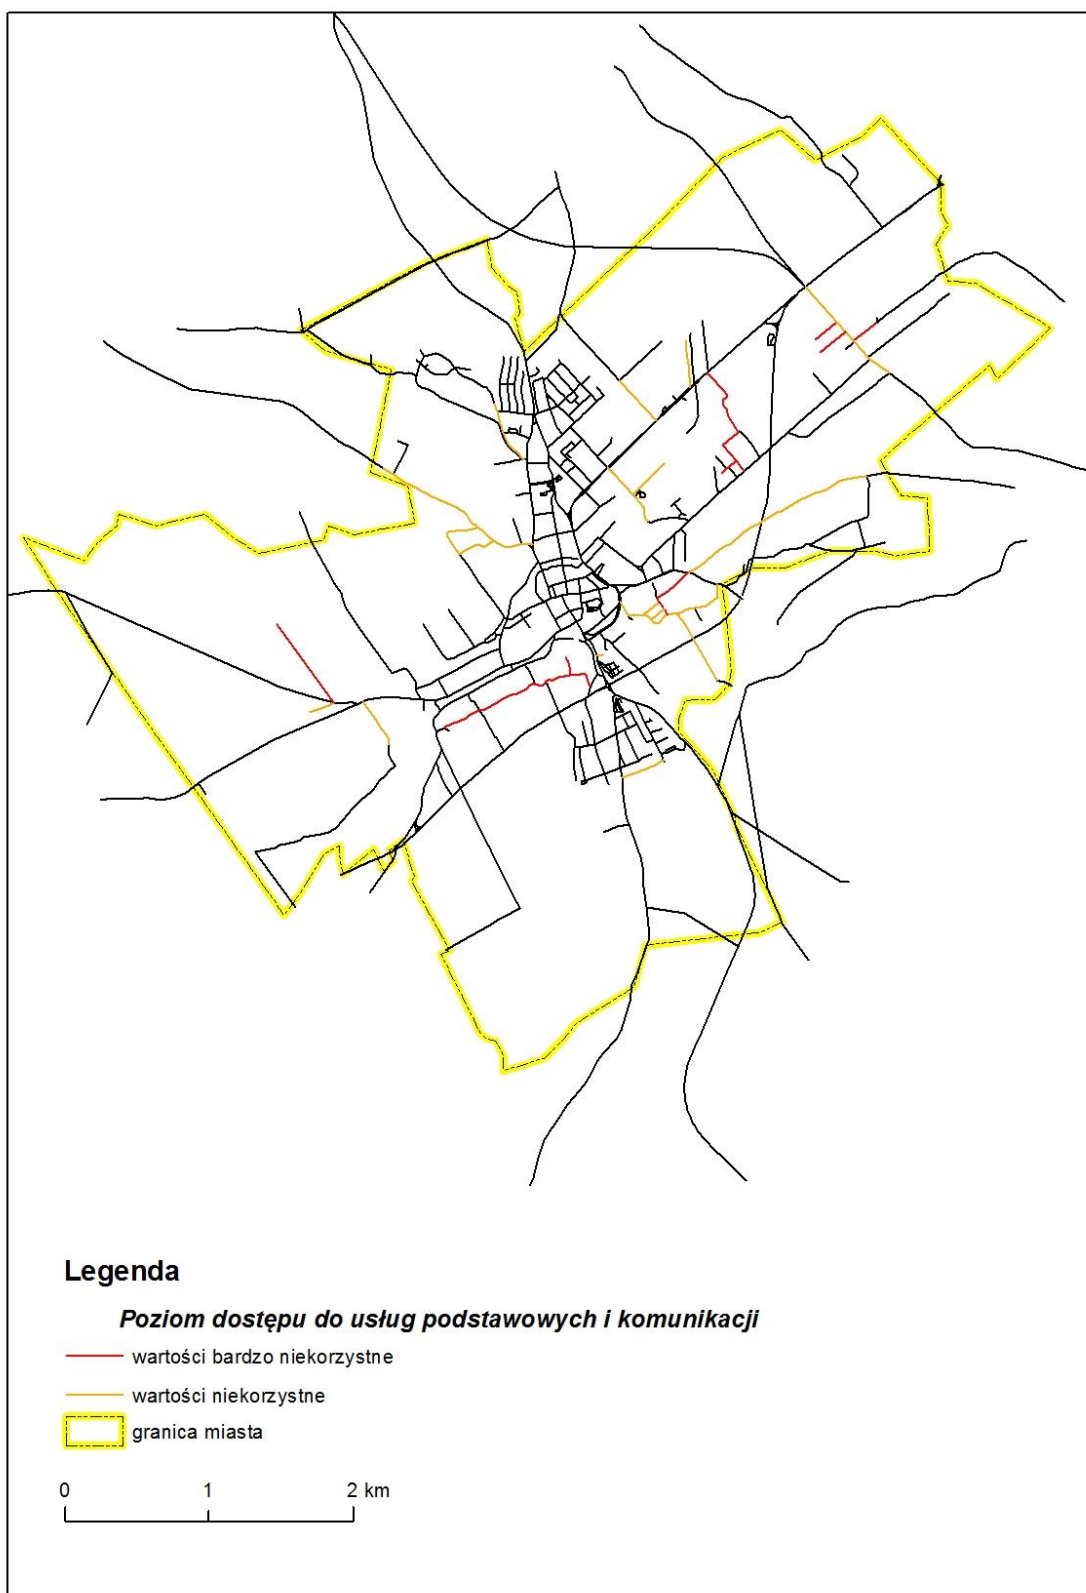 Legenda
Poziom dostępu do usług podstawowych i komunikacji
wartości bardzo niekorzystne
wartości niekorzystne
granica miasta
0 1 2 km